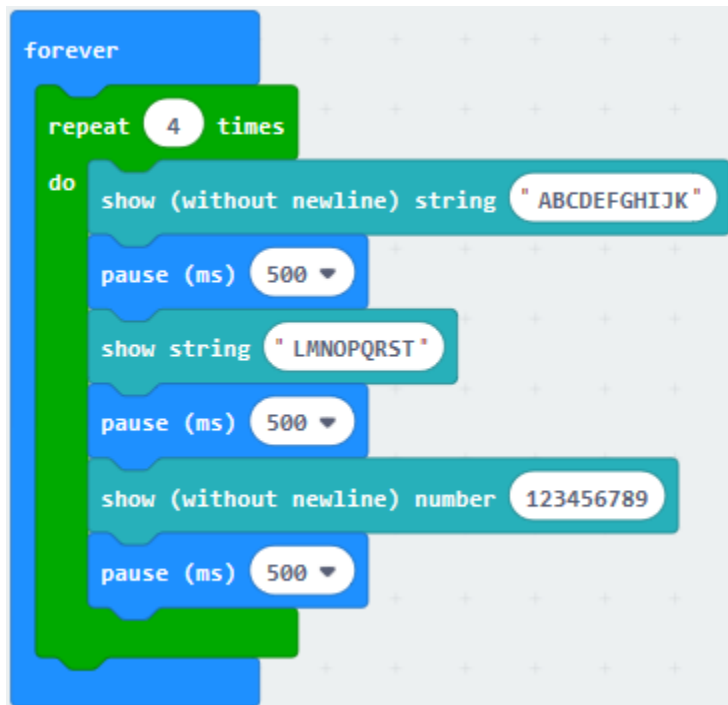 forever
repeat 4 times
do
show (without newline) string "ABCDEFGHIJK"
pause (ms) 500
show string "LMNOPQRST"
pause (ms) 500
show (without newline) number 123456789
pause (ms) 500